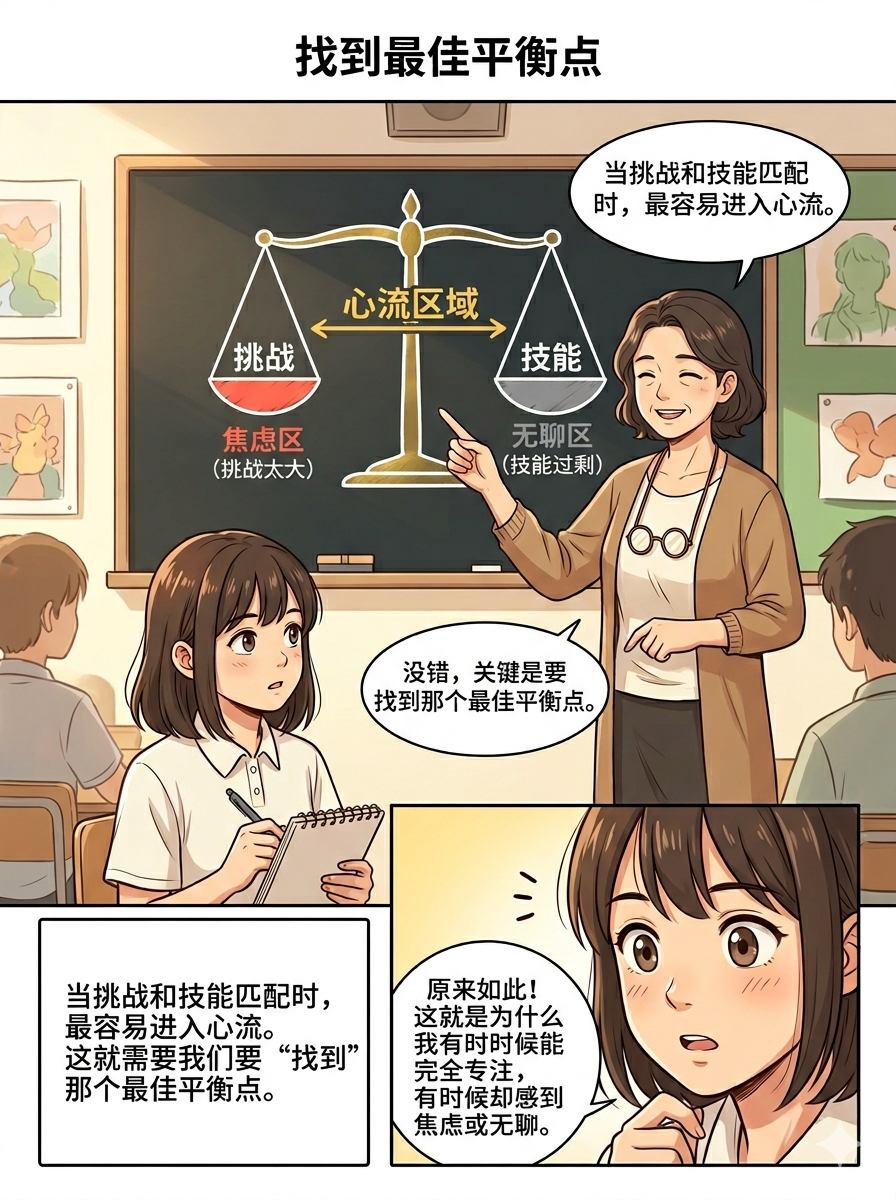 找到最佳平衡点
当挑战和技能匹配
时，最容易进入心流。
心流区域
挑战
技能
焦虑区
（挑战太大）
无聊区
（技能过剩）
没错，关键是要
找到那个最佳平衡点。
当挑战和技能匹配时，
最容易进入心流。
这就需要我们要“找到”
那个最佳平衡点。
原来如此！
这就是为什么
我有时时候能
完全专注，
有时候却感到
焦虑或无聊。